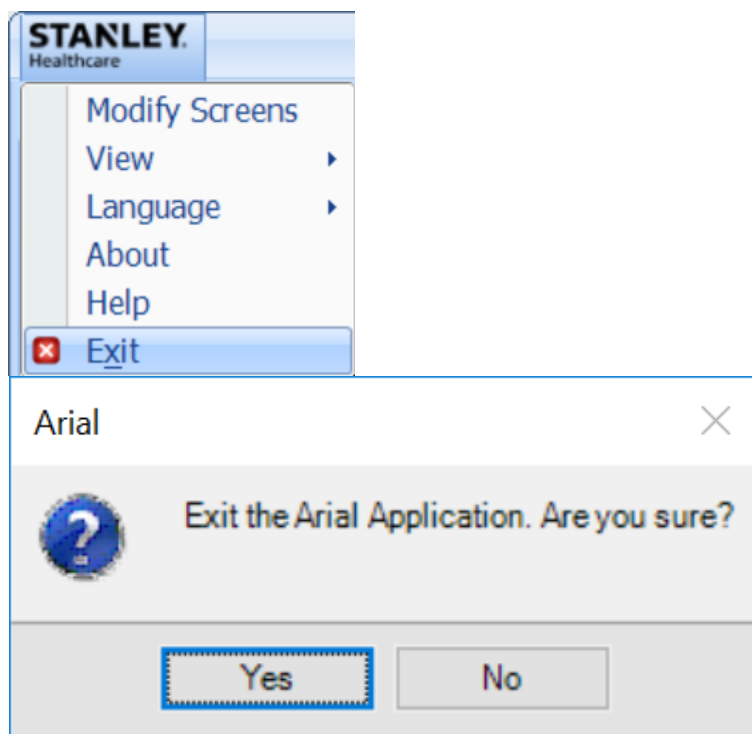 STANLEY.
Healthcare
Modify Screens
View
Language
About
Help
Exit
Arial
Exit the Arial Application. Are you sure?
Yes
No